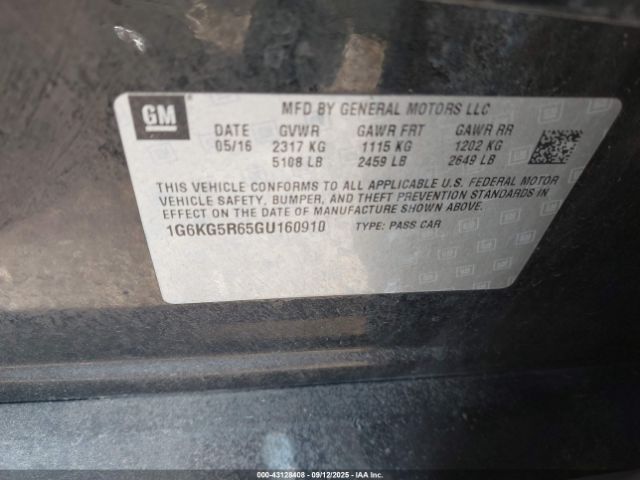 GM
MFD BY GENERAL MOTORS LLC
DATE GVWR GAWR FRT GAWR RR
05/16 2317 KG 1115 KG 1202 KG
5108 LB 2459 LB 2649 LB
THIS VEHICLE CONFORMS TO ALL APPLICABLE U.S. FEDERAL MOTOR
VEHICLE SAFETY, BUMPER, AND THEFT PREVENTION STANDARDS IN
EFFECT ON THE DATE OF MANUFACTURE SHOWN ABOVE.
1G6KG5R65GU160910 TYPE: PASS CAR
000-43128408 - 09/12/2025 - IAA